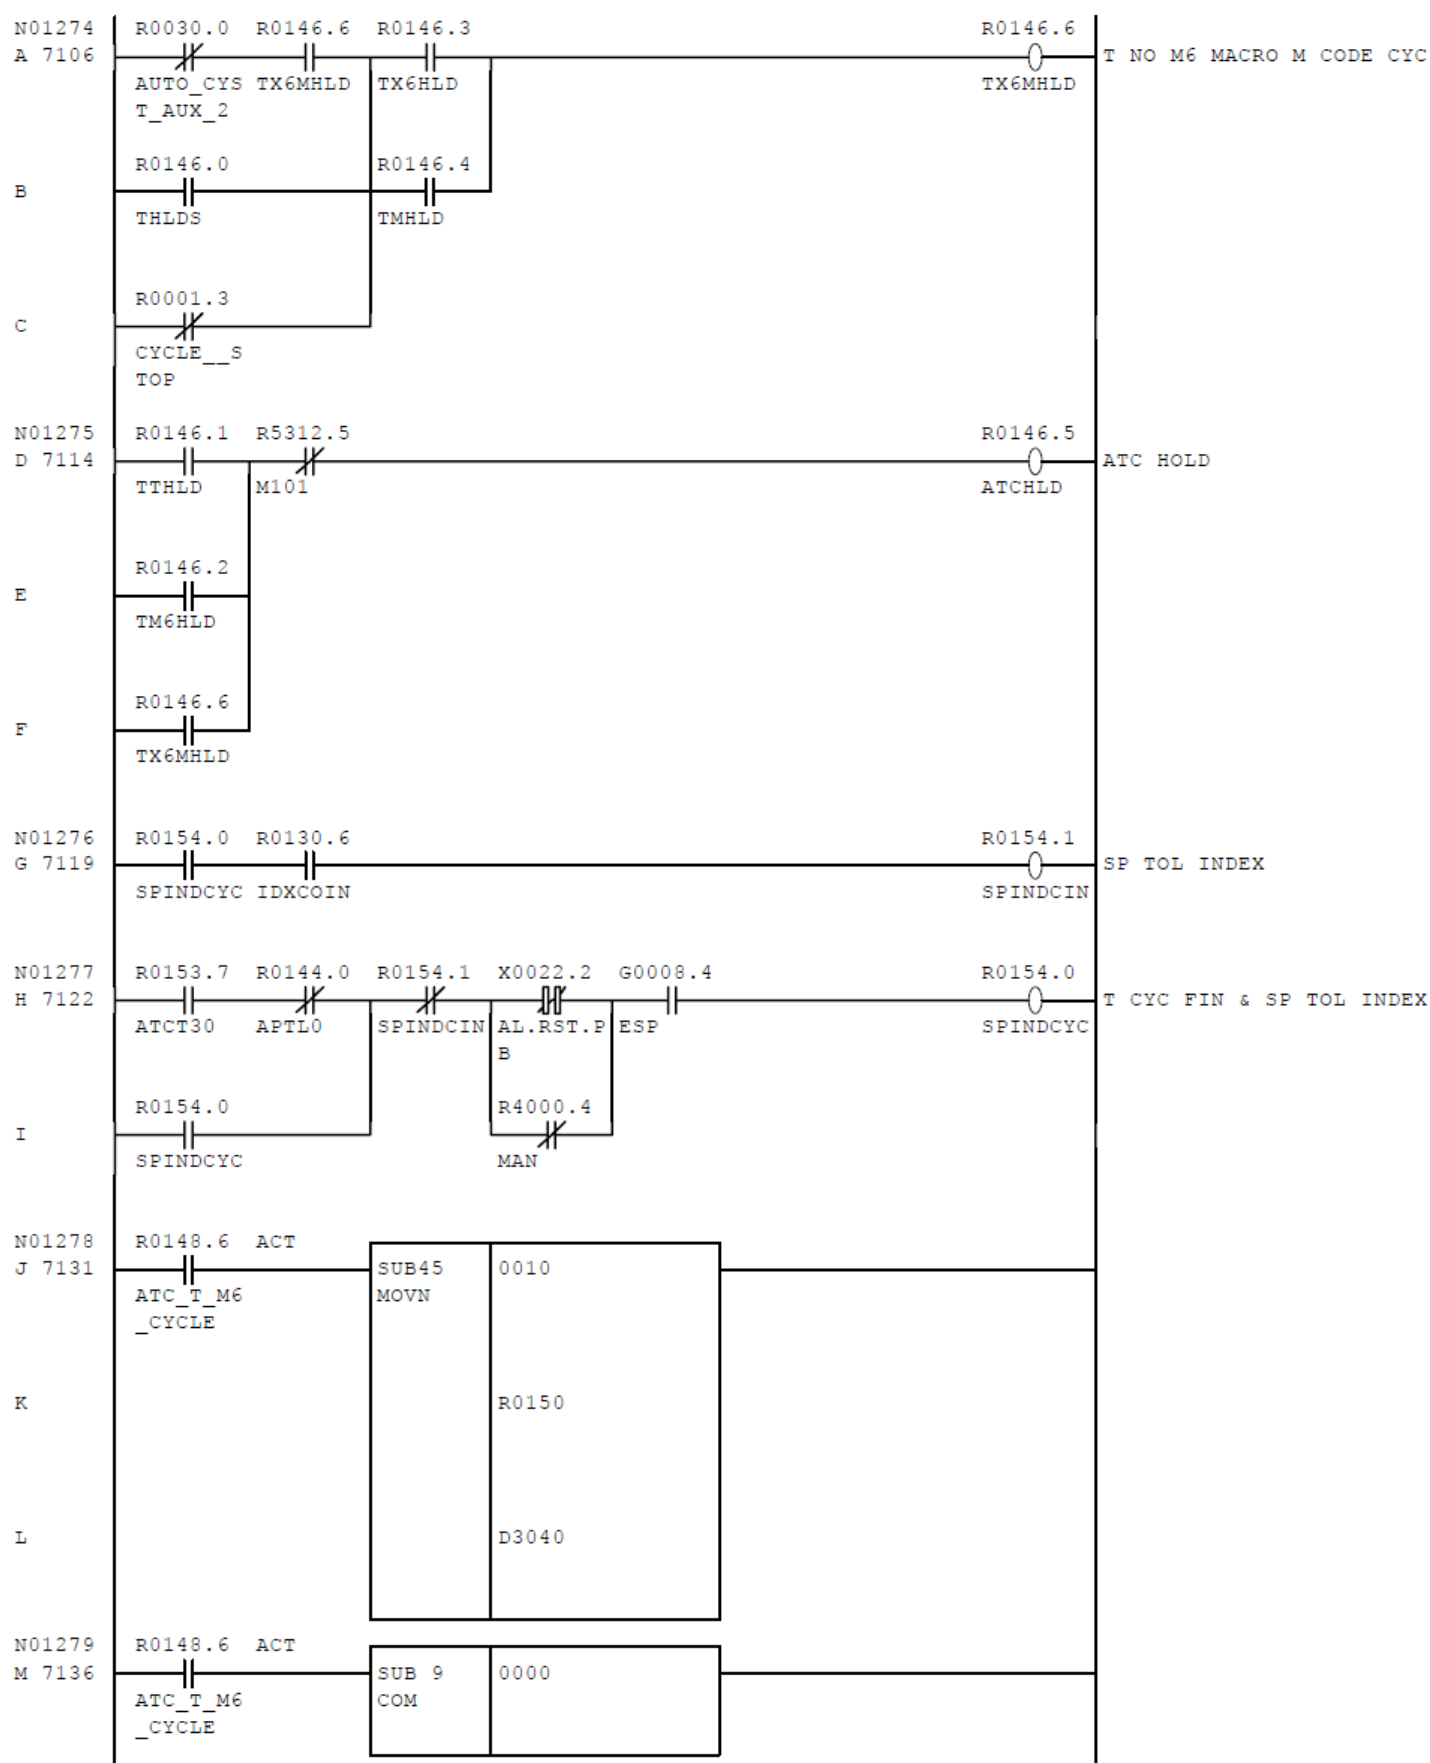 N01274 R0030.0 R0146.6 R0146.3 R0146.6
A 7106 T NO M6 MACRO M CODE CYC
AUTO_CYS TX6MHLD TX6HLD TX6MHLD
T_AUX_2
R0146.0 R0146.4
B
THLDS TMHLD
R0001.3
C
CYCLE__S
TOP
N01275 R0146.1 R5312.5 R0146.5
D 7114 ATC HOLD
TTHLD M101 ATCHLD
R0146.2
E
TM6HLD
R0146.6
F
TX6MHLD
N01276 R0154.0 R0130.6 R0154.1
G 7119 SP TOL INDEX
SPINDCYC IDXCOIN SPINDCIN
N01277 R0153.7 R0144.0 R0154.1 X0022.2 G0008.4 R0154.0
H 7122 T CYC FIN & SP TOL INDEX
ATCT30 APTL0 SPINDCIN AL.RST.P ESP SPINDCYC
B
R0154.0 R4000.4
I
SPINDCYC MAN
N01278 R0148.6 ACT
J 7131 SUB45 0010
ATC_T_M6 MOVN
_CYCLE
K R0150
L D3040
N01279 R0148.6 ACT
M 7136 SUB 9 0000
ATC_T_M6 COM
_CYCLE